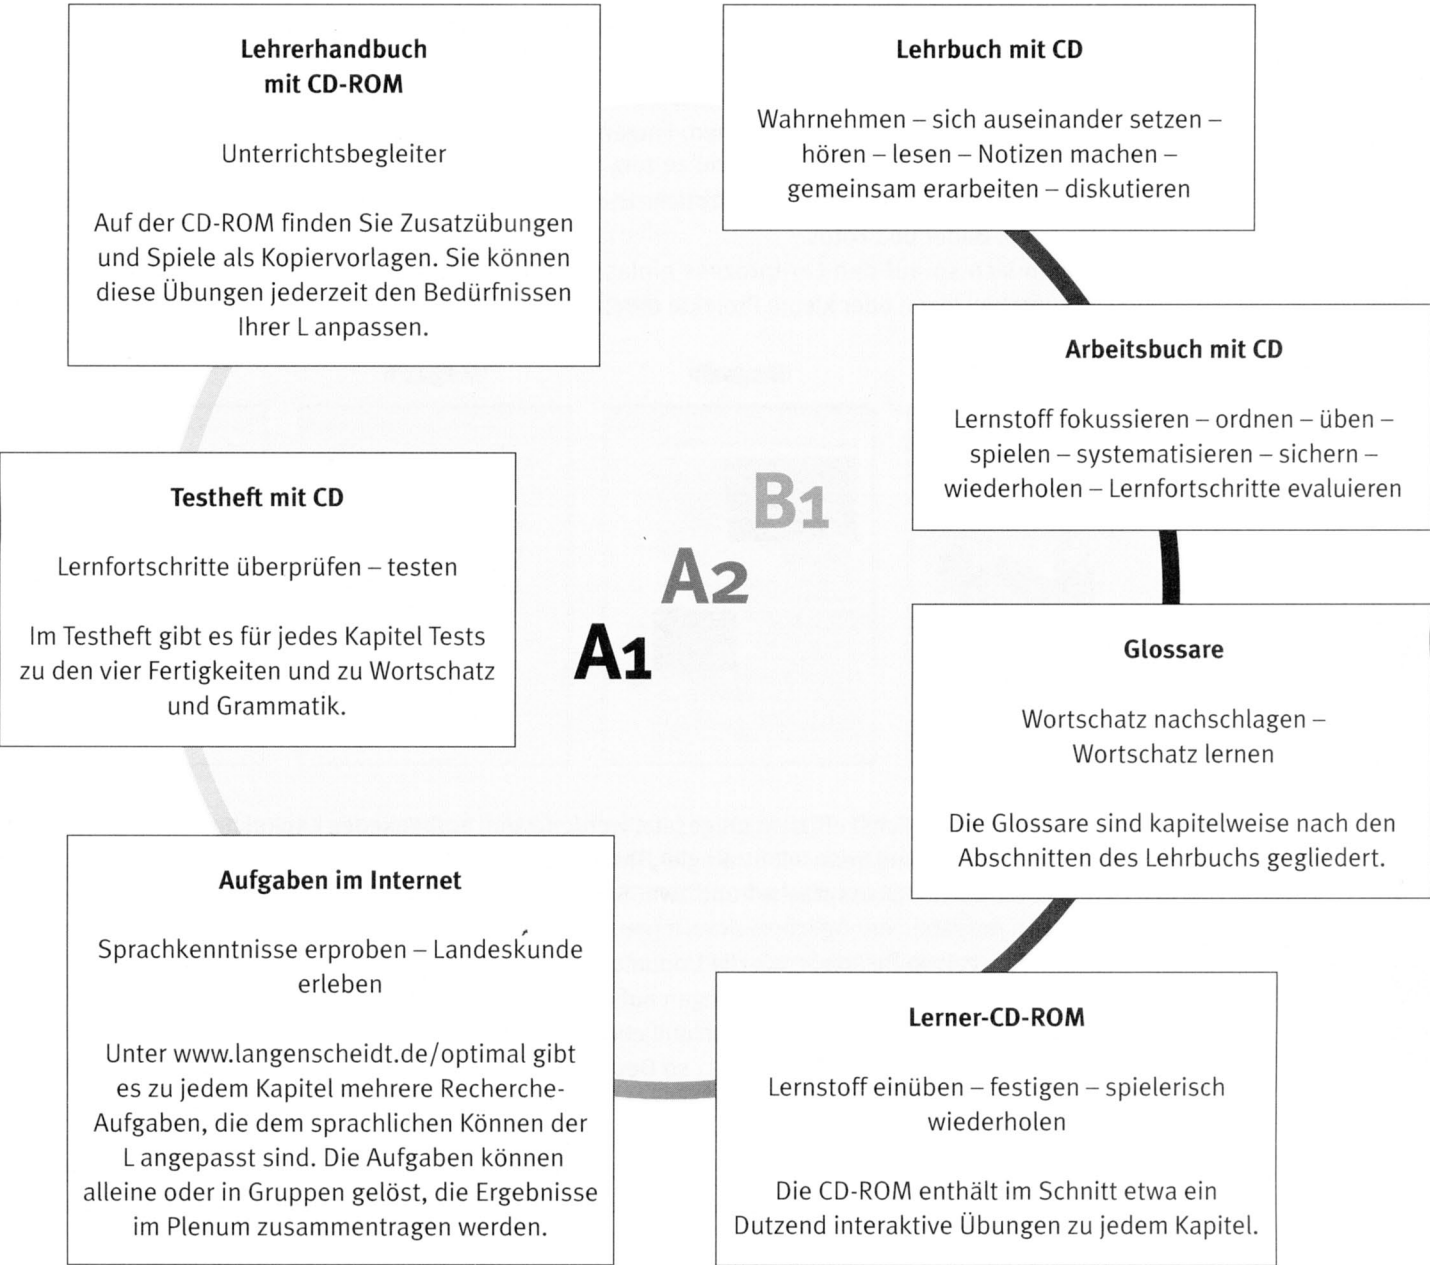 Lehrerhandbuch
mit CD-ROM
Unterrichtsbegleiter
Auf der CD-ROM finden Sie Zusatzübungen
und Spiele als Kopiervorlagen. Sie können
diese Übungen jederzeit den Bedürfnissen
Ihrer L anpassen.
Lehrbuch mit CD
Wahrnehmen – sich auseinander setzen –
hören – lesen – Notizen machen –
gemeinsam erarbeiten – diskutieren
Arbeitsbuch mit CD
Lernstoff fokussieren – ordnen – üben –
spielen – systematisieren – sichern –
wiederholen – Lernfortschritte evaluieren
Testheft mit CD
Lernfortschritte überprüfen – testen
Im Testheft gibt es für jedes Kapitel Tests
zu den vier Fertigkeiten und zu Wortschatz
und Grammatik.
B1
A2
A1
Glossare
Wortschatz nachschlagen –
Wortschatz lernen
Die Glossare sind kapitelweise nach den
Abschnitten des Lehrbuchs gegliedert.
Aufgaben im Internet
Sprachkenntnisse erproben – Landeskunde
erleben
Unter www.langenscheidt.de/optimal gibt
es zu jedem Kapitel mehrere Recherche-
Aufgaben, die dem sprachlichen Können der
L angepasst sind. Die Aufgaben können
alleine oder in Gruppen gelöst, die Ergebnisse
im Plenum zusammentragen werden.
Lerner-CD-ROM
Lernstoff einüben – festigen – spielerisch
wiederholen
Die CD-ROM enthält im Schnitt etwa ein
Dutzend interaktive Übungen zu jedem Kapitel.